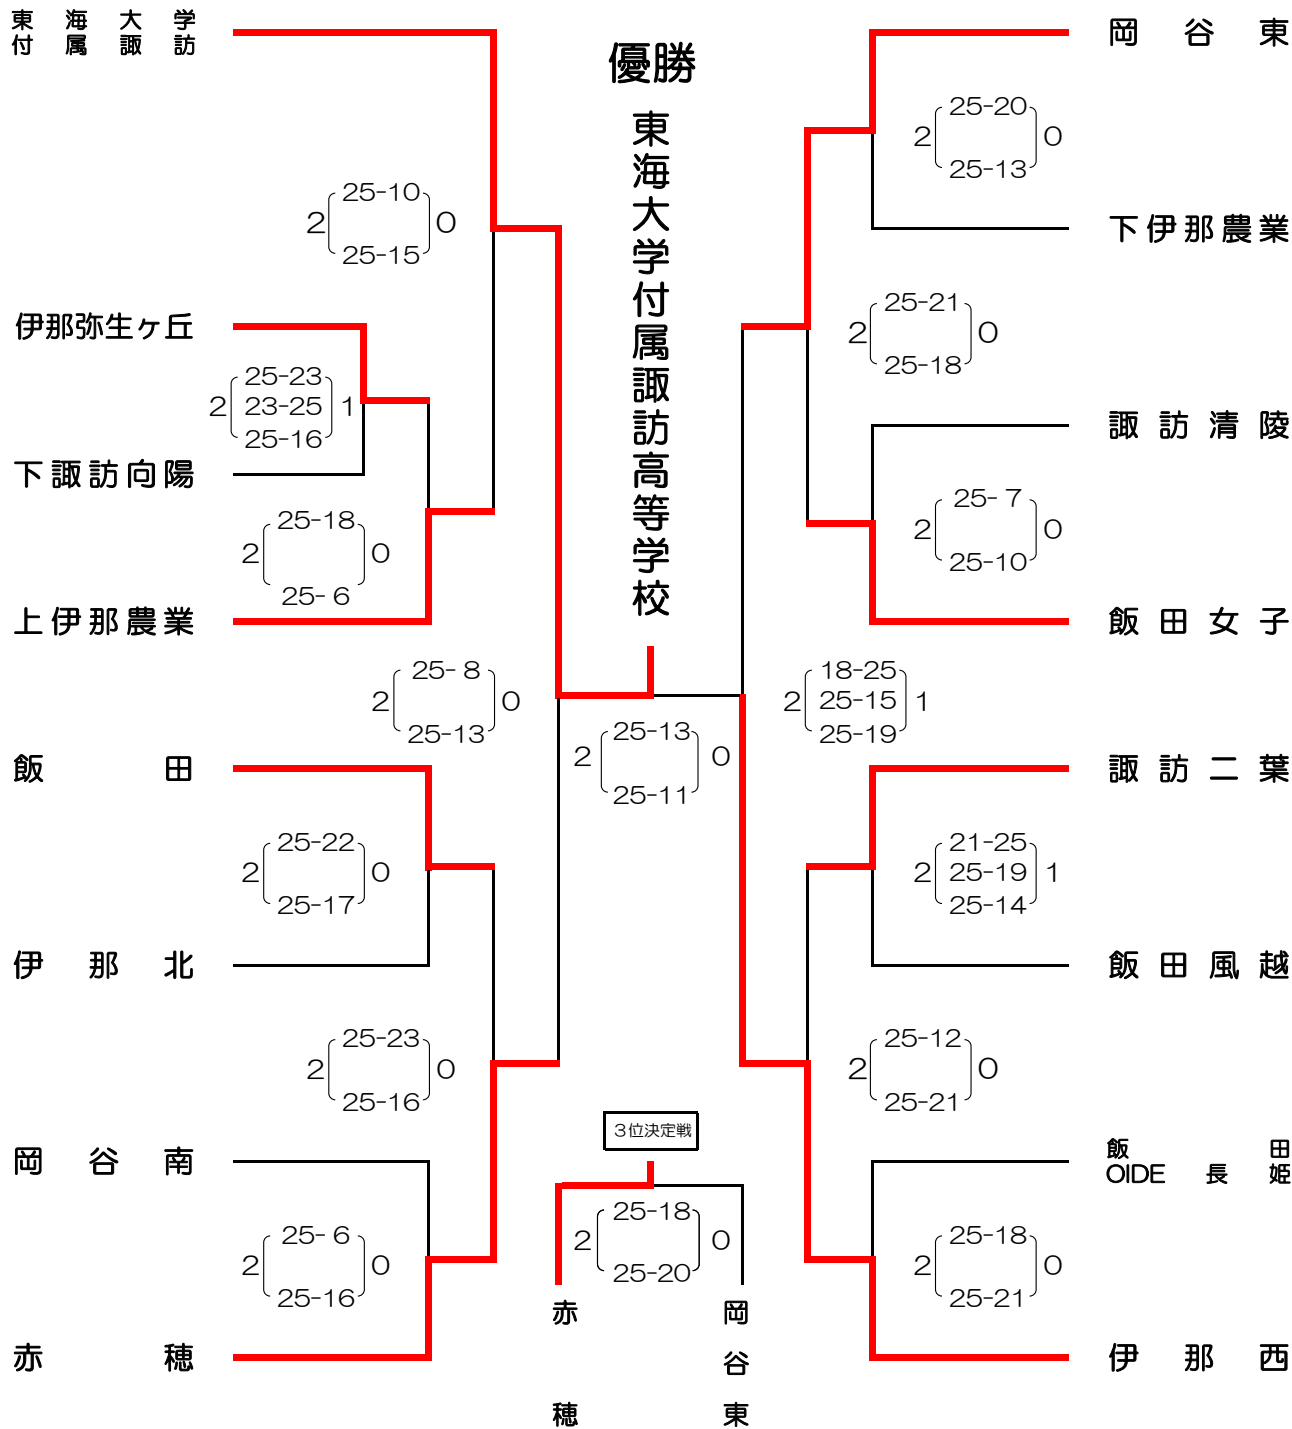 東海大学
付属諏訪
25-10
2 0
25-15
伊那弥生ヶ丘
25-23
2 23-25 1
25-16
下諏訪向陽
25-18
2 0
25- 6
上伊那農業
25- 8
2 0
25-13
飯田
25-22
2 0
25-17
伊那北
25-23
2 0
25-16
岡谷南
25- 6
2 0
25-16
赤穂
優勝
東海大学付属諏訪高等学校
25-13
2 0
25-11
3位決定戦
25-18
2 0
25-20
赤穂
岡谷東
岡谷東
25-20
2 0
25-13
下伊那農業
25-21
2 0
25-18
諏訪清陵
25- 7
2 0
25-10
飯田女子
18-25
2 25-15 1
25-19
諏訪二葉
21-25
2 25-19 1
25-14
飯田風越
25-12
2 0
25-21
飯田
OIDE長姫
25-18
2 0
25-21
伊那西